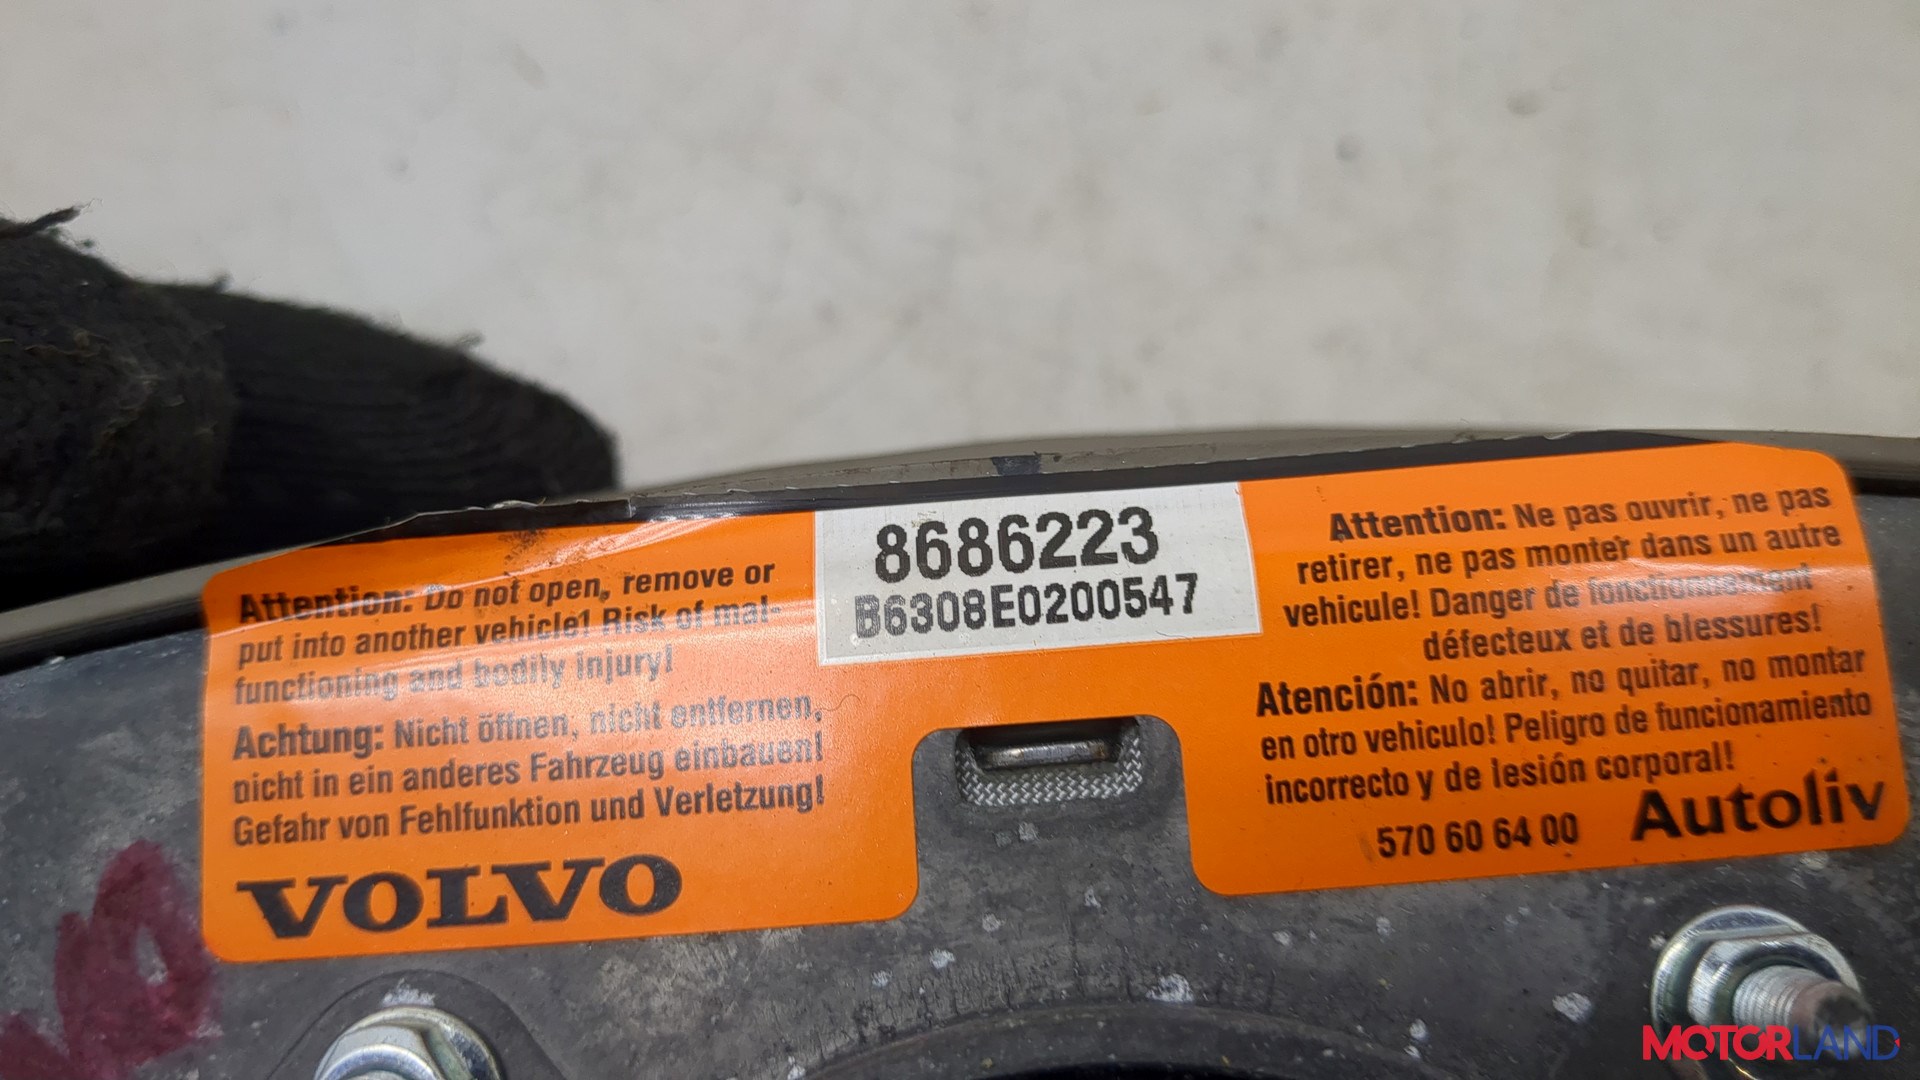 Attention: Do not open, remove or
put into another vehicle! Risk of mal-
functioning and bodily injury!
Achtung: Nicht öffnen, nicht entfernen,
nicht in ein anderes Fahrzeug einbauen!
Gefahr von Fehlfunktion und Verletzung!
VOLVO
8686223
B6308E0200547
Attention: Ne pas ouvrir, ne pas
retirer, ne pas monter dans un autre
vehicule! Danger de fonctionnement
défecteux et de blessures!
Atención: No abrir, no quitar, no montar
en otro vehiculo! Peligro de funcionamiento
incorrecto y de lesión corporal!
570 60 64 00 Autoliv
MOTORLAND